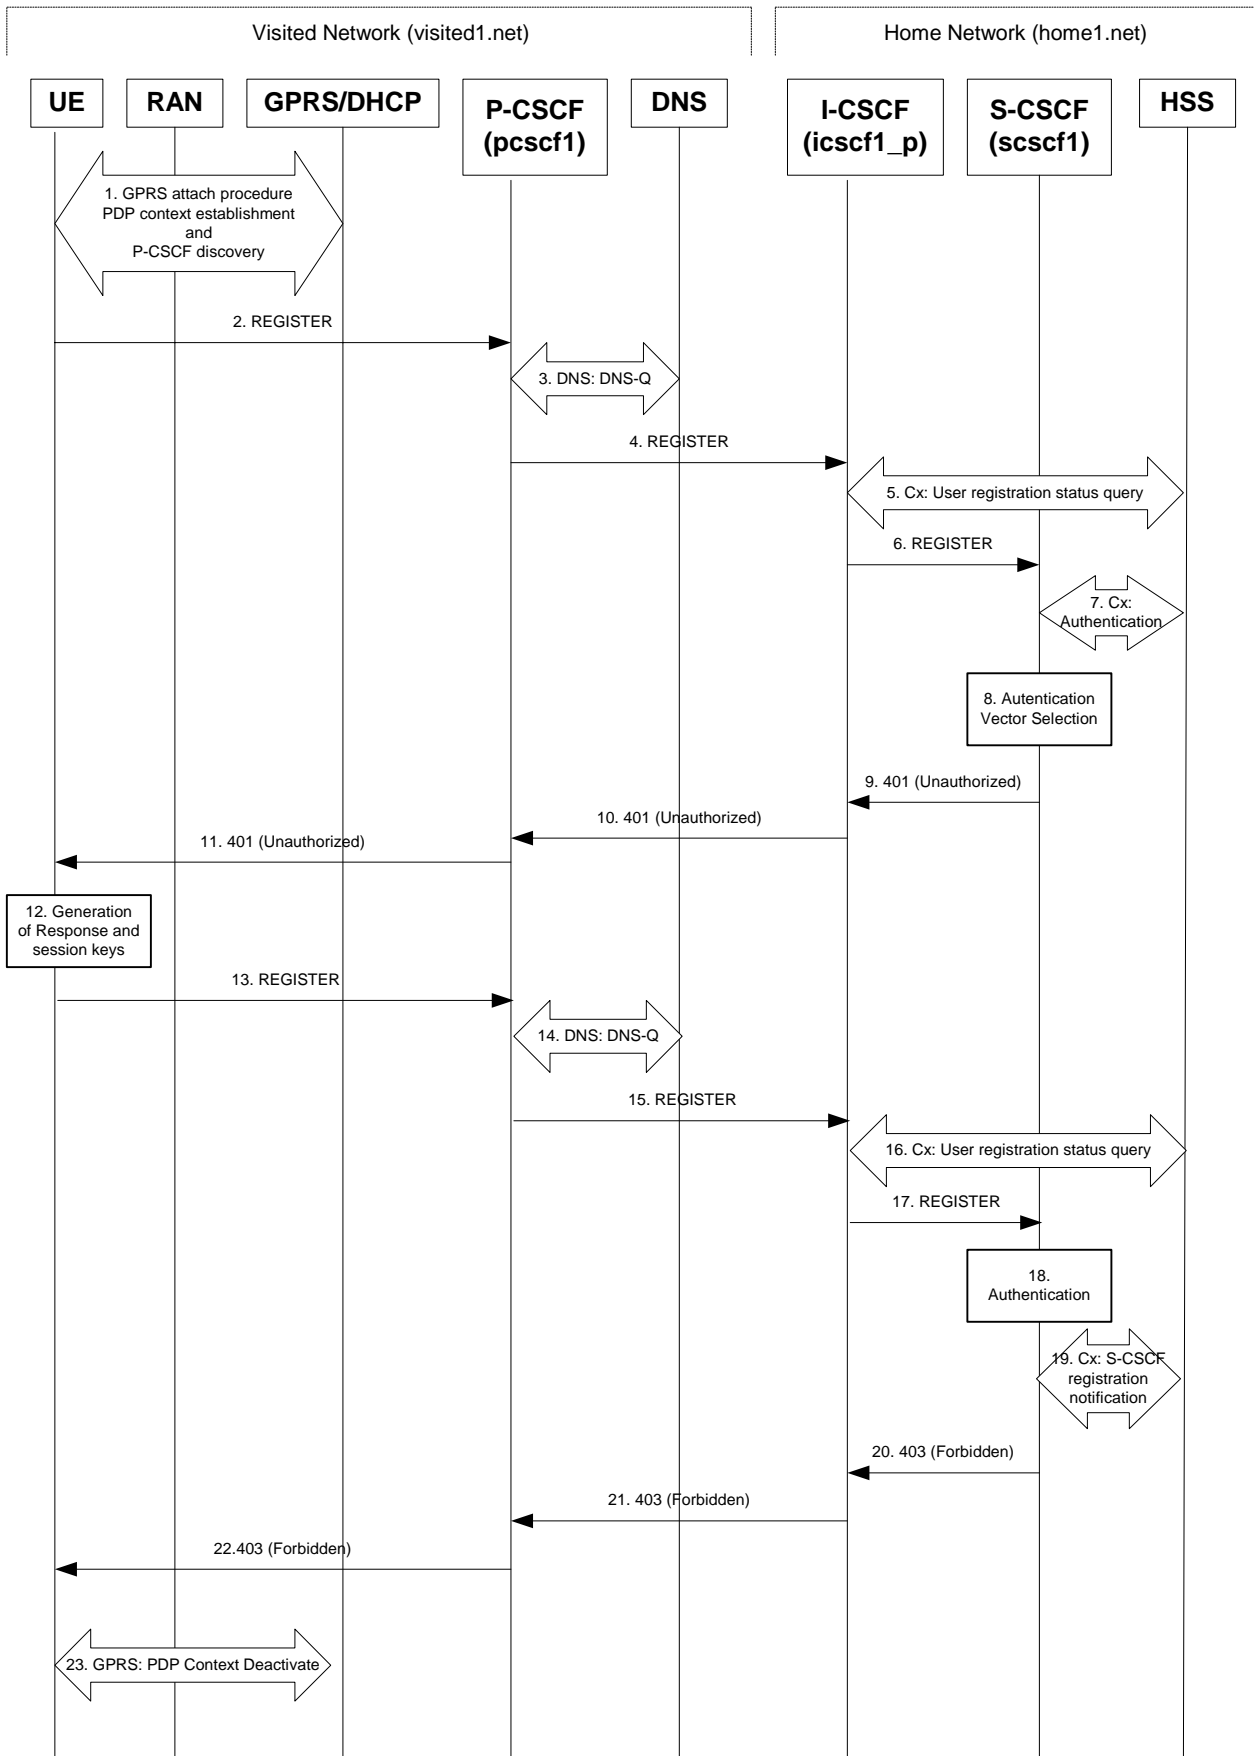 Visited Network (visited1.net)
Home Network (home1.net)
UE
RAN
GPRS/DHCP
P-CSCF
(pcscf1)
DNS
I-CSCF
(icscf1_p)
S-CSCF
(scscf1)
HSS
1. GPRS attach procedure
PDP context establishment
and
P-CSCF discovery
2. REGISTER
3. DNS: DNS-Q
4. REGISTER
5. Cx: User registration status query
6. REGISTER
7. Cx:
Authentication
8. Autentication
Vector Selection
9. 401 (Unauthorized)
10. 401 (Unauthorized)
11. 401 (Unauthorized)
12. Generation
of Response and
session keys
13. REGISTER
14. DNS: DNS-Q
15. REGISTER
16. Cx: User registration status query
17. REGISTER
18.
Authentication
19. Cx: S-CSCF
registration
notification
20. 403 (Forbidden)
21. 403 (Forbidden)
22.403 (Forbidden)
23. GPRS: PDP Context Deactivate